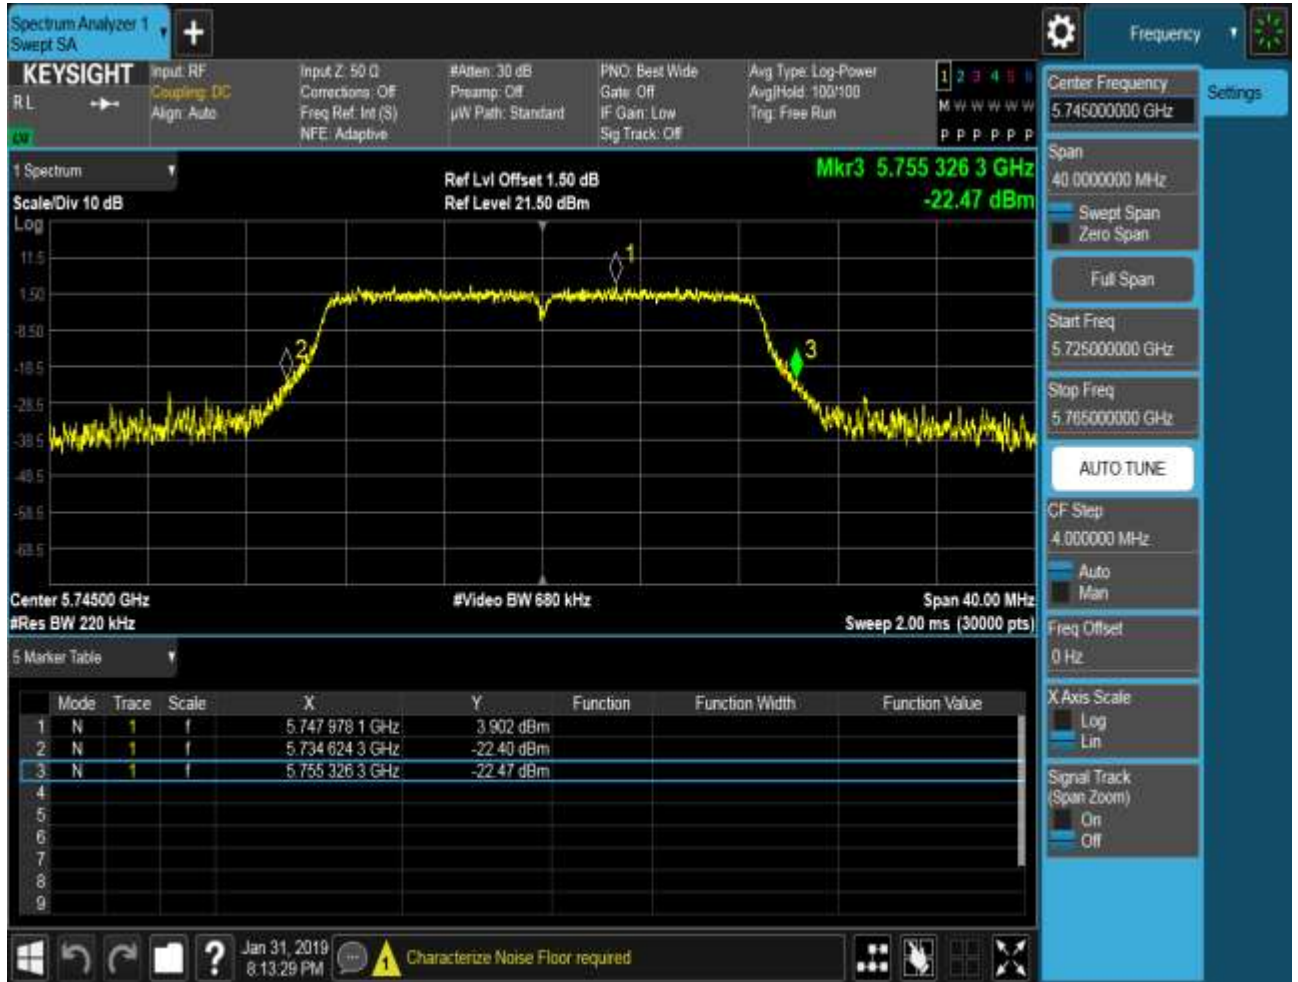 Spectrum Analyzer 1
Swept SA
+
Frequency
KEYSIGHT
RL
Input: RF
Coupling: DC
Align: Auto
Input Z: 50 Ω
Corrections: Off
Freq Ref: Int (S)
NFE: Adaptive
#Atten: 30 dB
Preamp: Off
µW Path: Standard
PNO: Best Wide
Gate: Off
IF Gain: Low
Sig Track: Off
Avg Type: Log-Power
Avg|Hold: 100/100
Trig: Free Run
1 2 3 4 5 6
M W W W W W
P P P P P P
1 Spectrum
Scale/Div 10 dB
Log
Ref Lvl Offset 1.50 dB
Ref Level 21.50 dBm
Mkr3 5.755 326 3 GHz
-22.47 dBm
11.5
1.50
-8.50
-18.5
-28.5
-38.5
-48.5
-58.5
-68.5
1
2
3
Center 5.74500 GHz
#Video BW 680 kHz
Span 40.00 MHz
#Res BW 220 kHz
Sweep 2.00 ms (30000 pts)
5 Marker Table
Mode Trace Scale X Y Function Function Width Function Value
1 N 1 f 5.747 978 1 GHz 3.902 dBm
2 N 1 f 5.734 624 3 GHz -22.40 dBm
3 N 1 f 5.755 326 3 GHz -22.47 dBm
4
5
6
7
8
9
Center Frequency
5.745000000 GHz
Settings
Span
40.0000000 MHz
Swept Span
Zero Span
Full Span
Start Freq
5.725000000 GHz
Stop Freq
5.765000000 GHz
AUTO TUNE
CF Step
4.000000 MHz
Auto
Man
Freq Offset
0 Hz
X Axis Scale
Log
Lin
Signal Track
(Span Zoom)
On
Off
?
Jan 31, 2019
8:13:29 PM
1
Characterize Noise Floor required